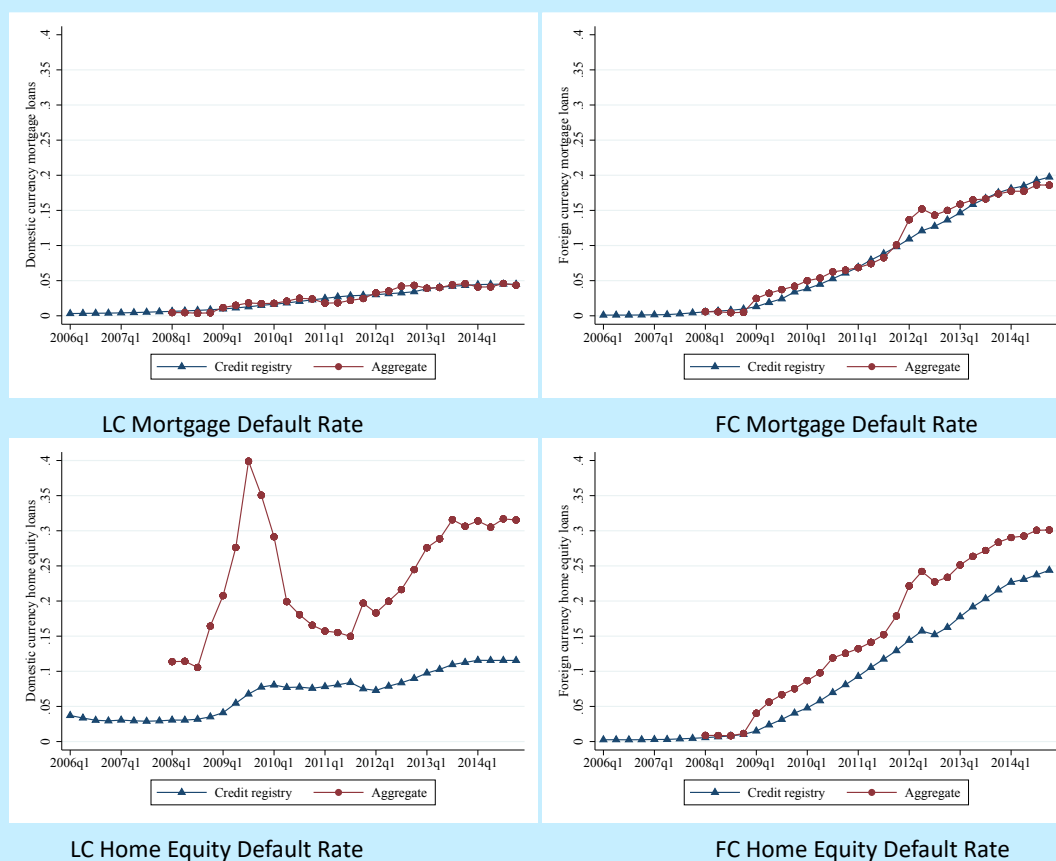 Domestic currency mortgage loans
.4
.35
.3
.25
.2
.15
.1
.05
0
2006q1 2007q1 2008q1 2009q1 2010q1 2011q1 2012q1 2013q1 2014q1
Credit registry Aggregate
LC Mortgage Default Rate
Foreign currency mortgage loans
.4
.35
.3
.25
.2
.15
.1
.05
0
2006q1 2007q1 2008q1 2009q1 2010q1 2011q1 2012q1 2013q1 2014q1
Credit registry Aggregate
FC Mortgage Default Rate
Domestic currency home equity loans
.4
.35
.3
.25
.2
.15
.1
.05
0
2006q1 2007q1 2008q1 2009q1 2010q1 2011q1 2012q1 2013q1 2014q1
Credit registry Aggregate
LC Home Equity Default Rate
Foreign currency home equity loans
.4
.35
.3
.25
.2
.15
.1
.05
0
2006q1 2007q1 2008q1 2009q1 2010q1 2011q1 2012q1 2013q1 2014q1
Credit registry Aggregate
FC Home Equity Default Rate